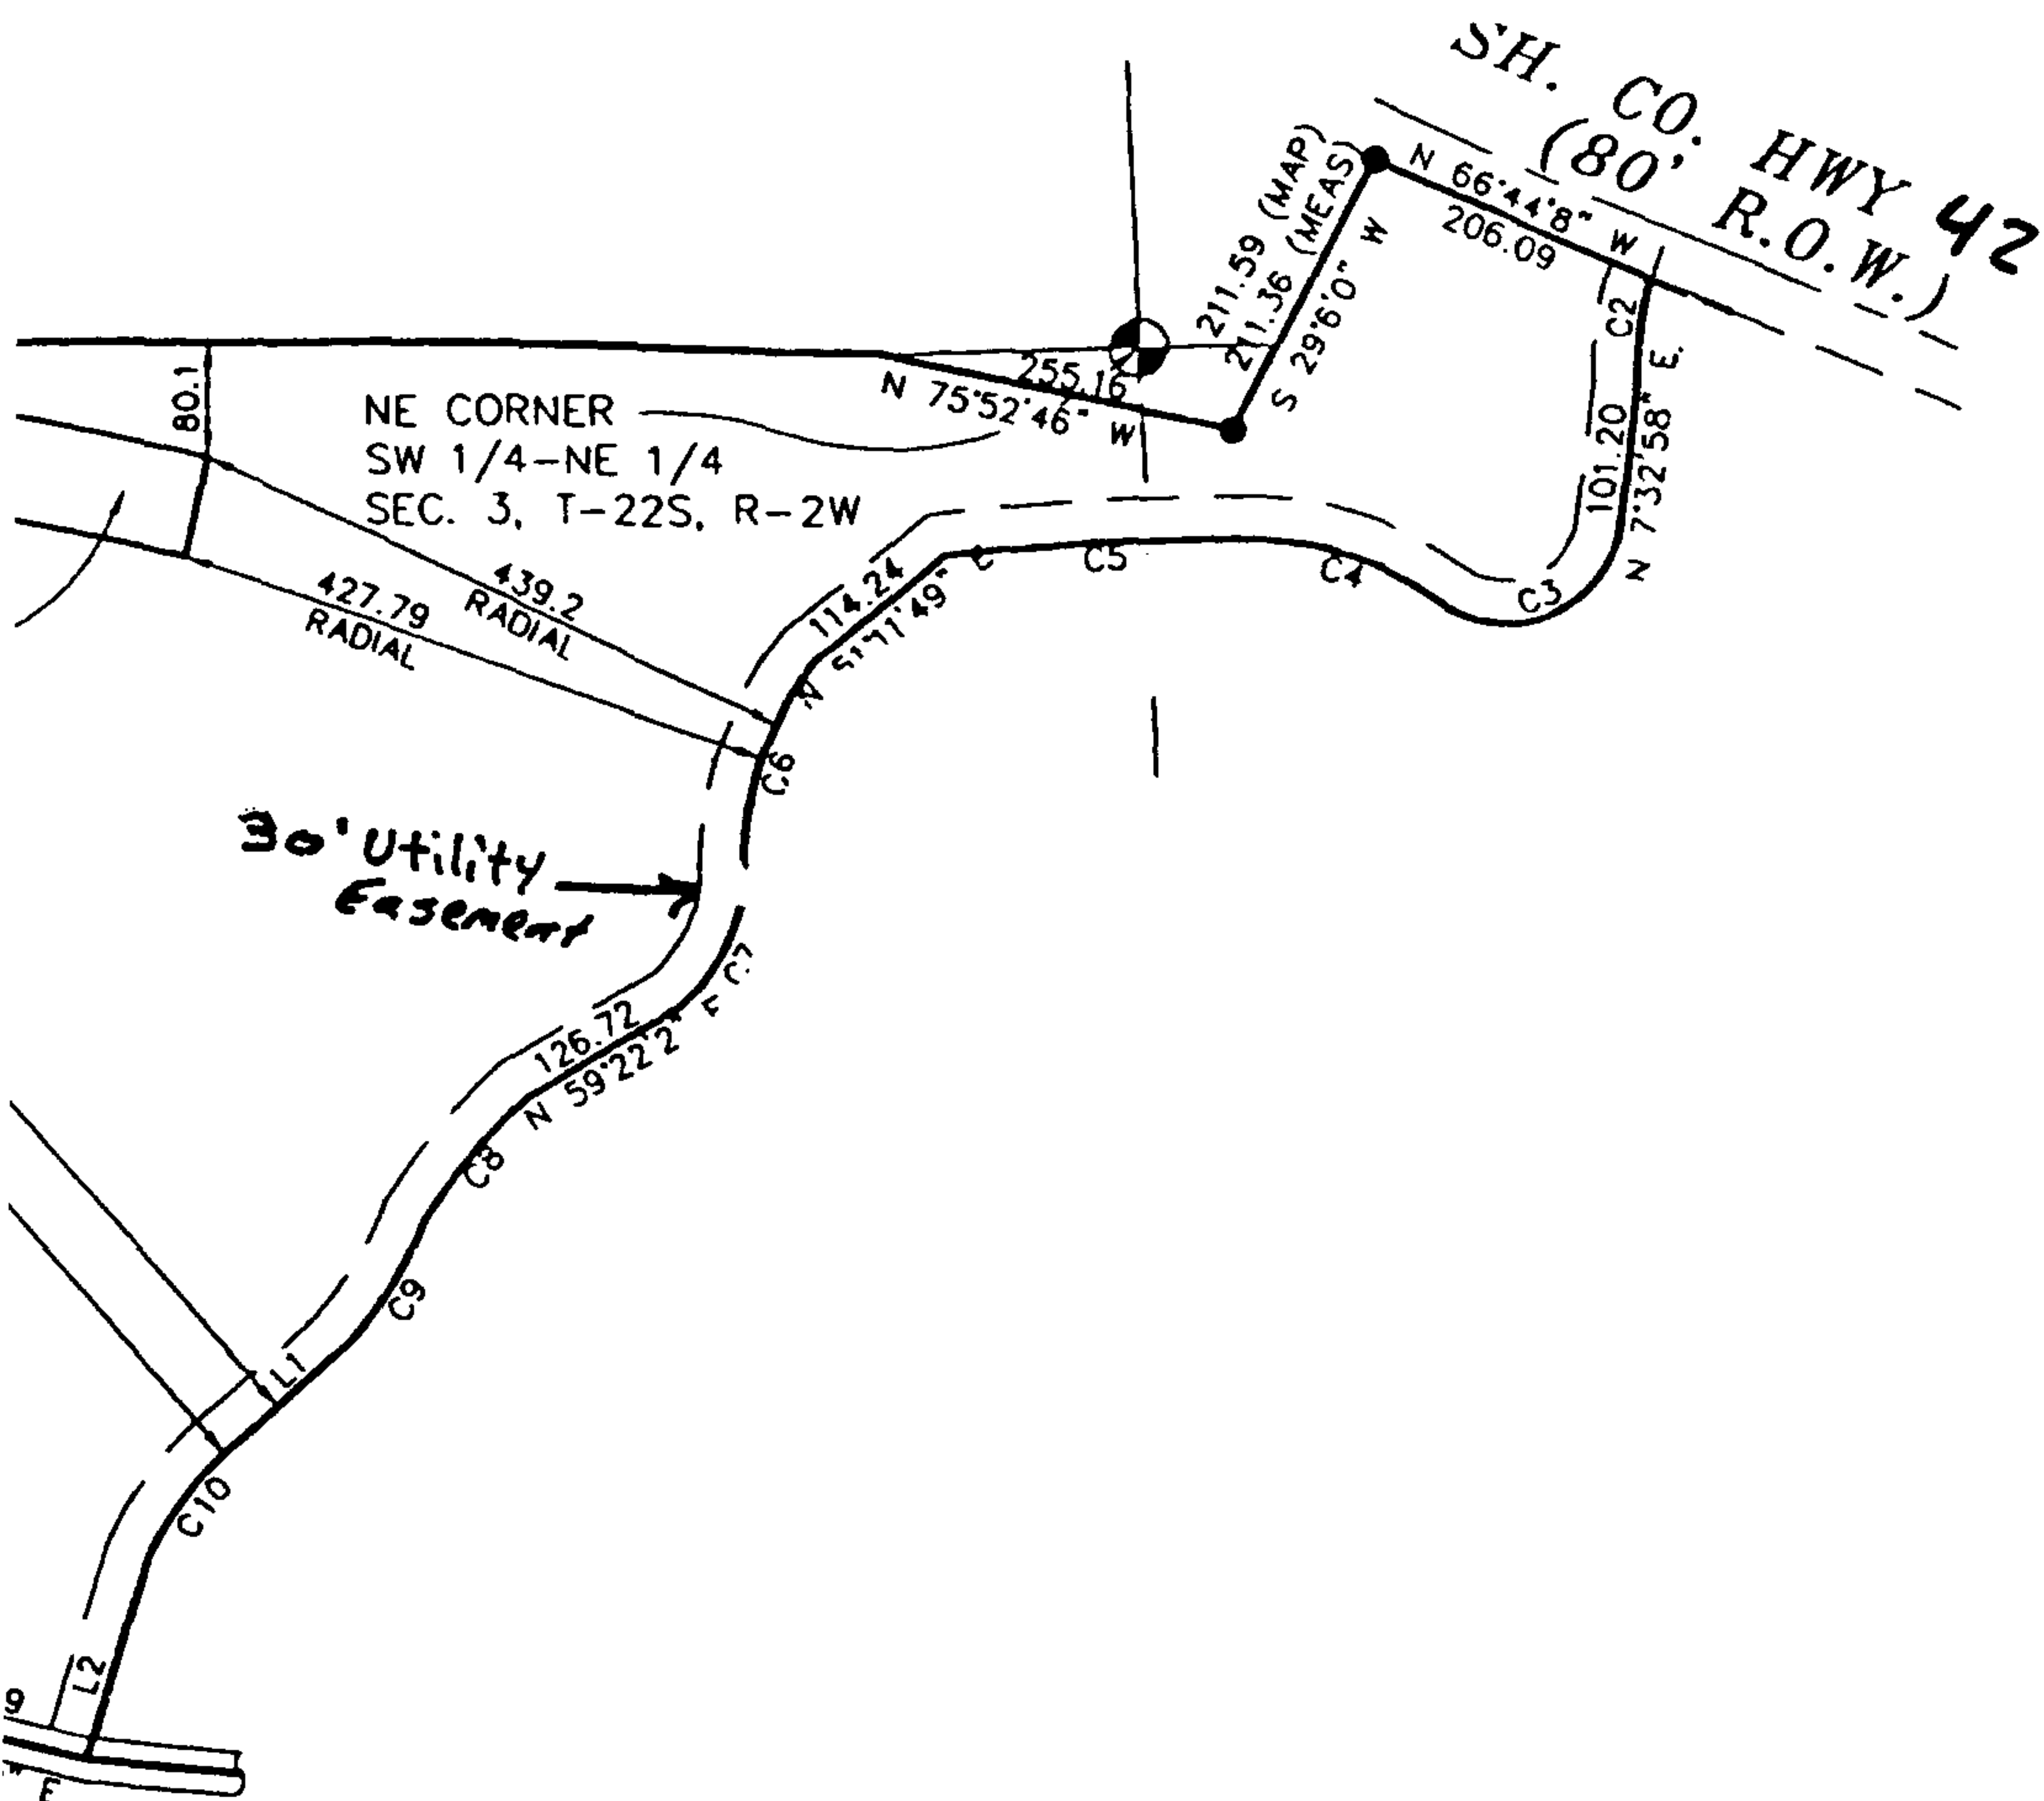 SH. CO. HWY 42
(80' R.O.W.)
N 66°44'8" W
206.09
211.59 (MAP)
211.36 (MEAS)
S 29°6'0" W
C2
101.20
N 7°32'58" E.
255.16
N 75°52'46" W
80.1
NE CORNER
SW 1/4-NE 1/4
SEC. 3, T-22S, R-2W
C5
C4
C3
114.24
439.2
RADIAL
427.79
RADIAL
C6
30' Utility
Easement
C7
126.72
N 59°22'2
C8
C9
L1
C10
L2
9